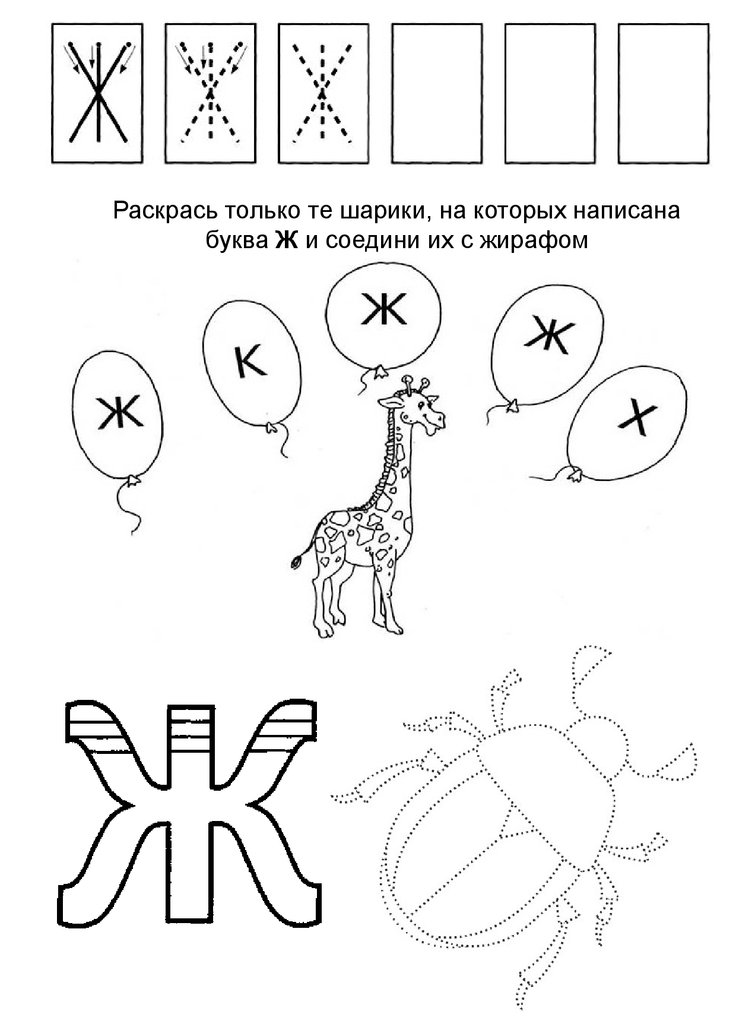 Ж Ж Ж
Раскрась только те шарики, на которых написана
буква Ж и соедини их с жирафом
Ж К Ж Ж Х
Ж